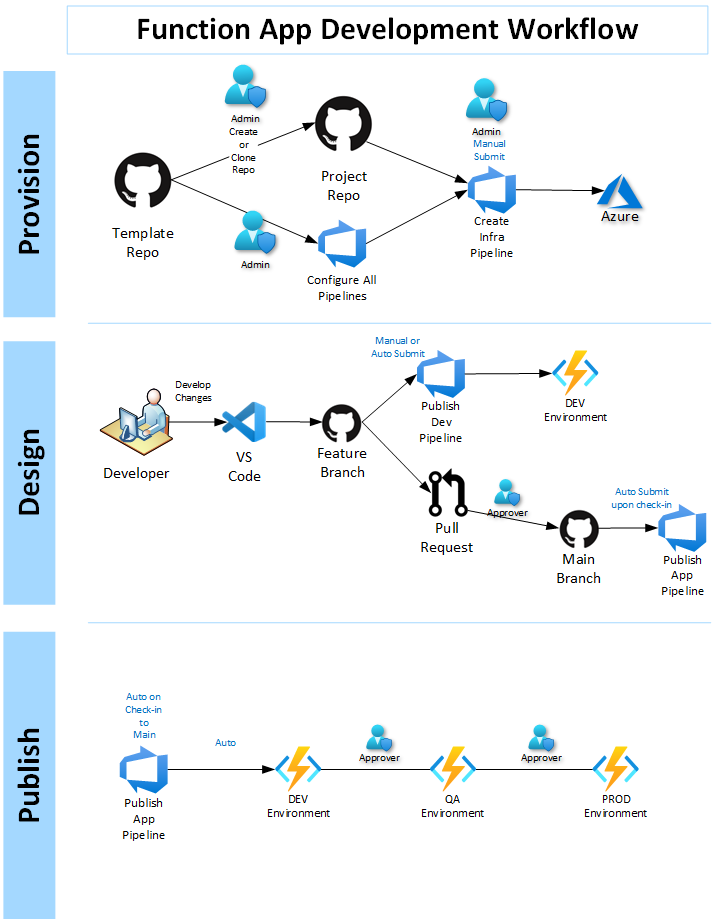 Function App Development Workflow
Provision
Admin
Create
or
Clone
Repo
Admin
Manual
Submit
Project
Repo
Template
Repo
Admin
Configure All
Pipelines
Create
Infra
Pipeline
Azure
Design
Develop
Changes
Developer
VS
Code
Feature
Branch
Manual or
Auto Submit
Publish
Dev
Pipeline
DEV
Environment
Pull
Request
Approver
Main
Branch
Auto Submit
upon check-in
Publish
App
Pipeline
Publish
Auto on
Check-in
to
Main
Publish
App
Pipeline
Auto
DEV
Environment
Approver
QA
Environment
Approver
PROD
Environment